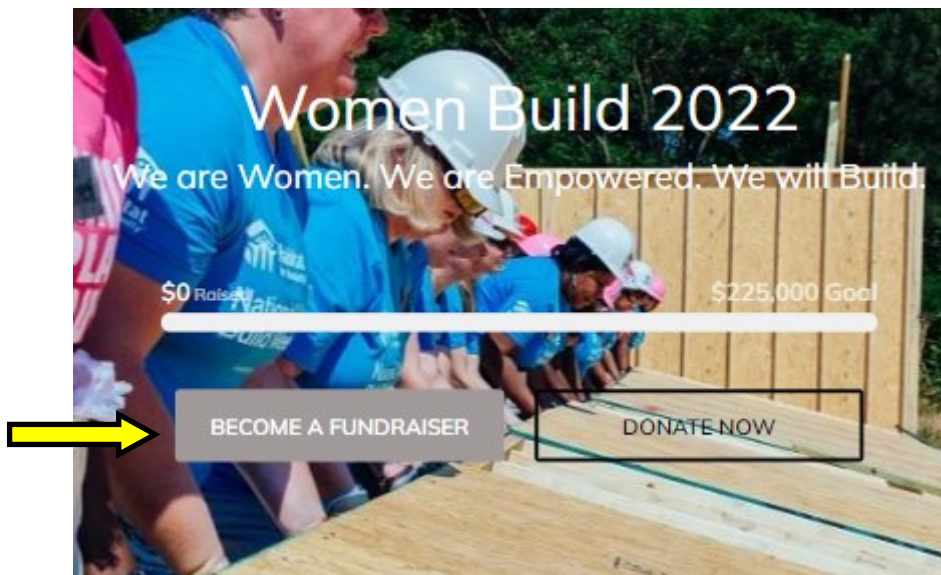 Women Build 2022
We are Women. We are Empowered. We will Build.
$0 Raised
$225,000 Goal
BECOME A FUNDRAISER
DONATE NOW